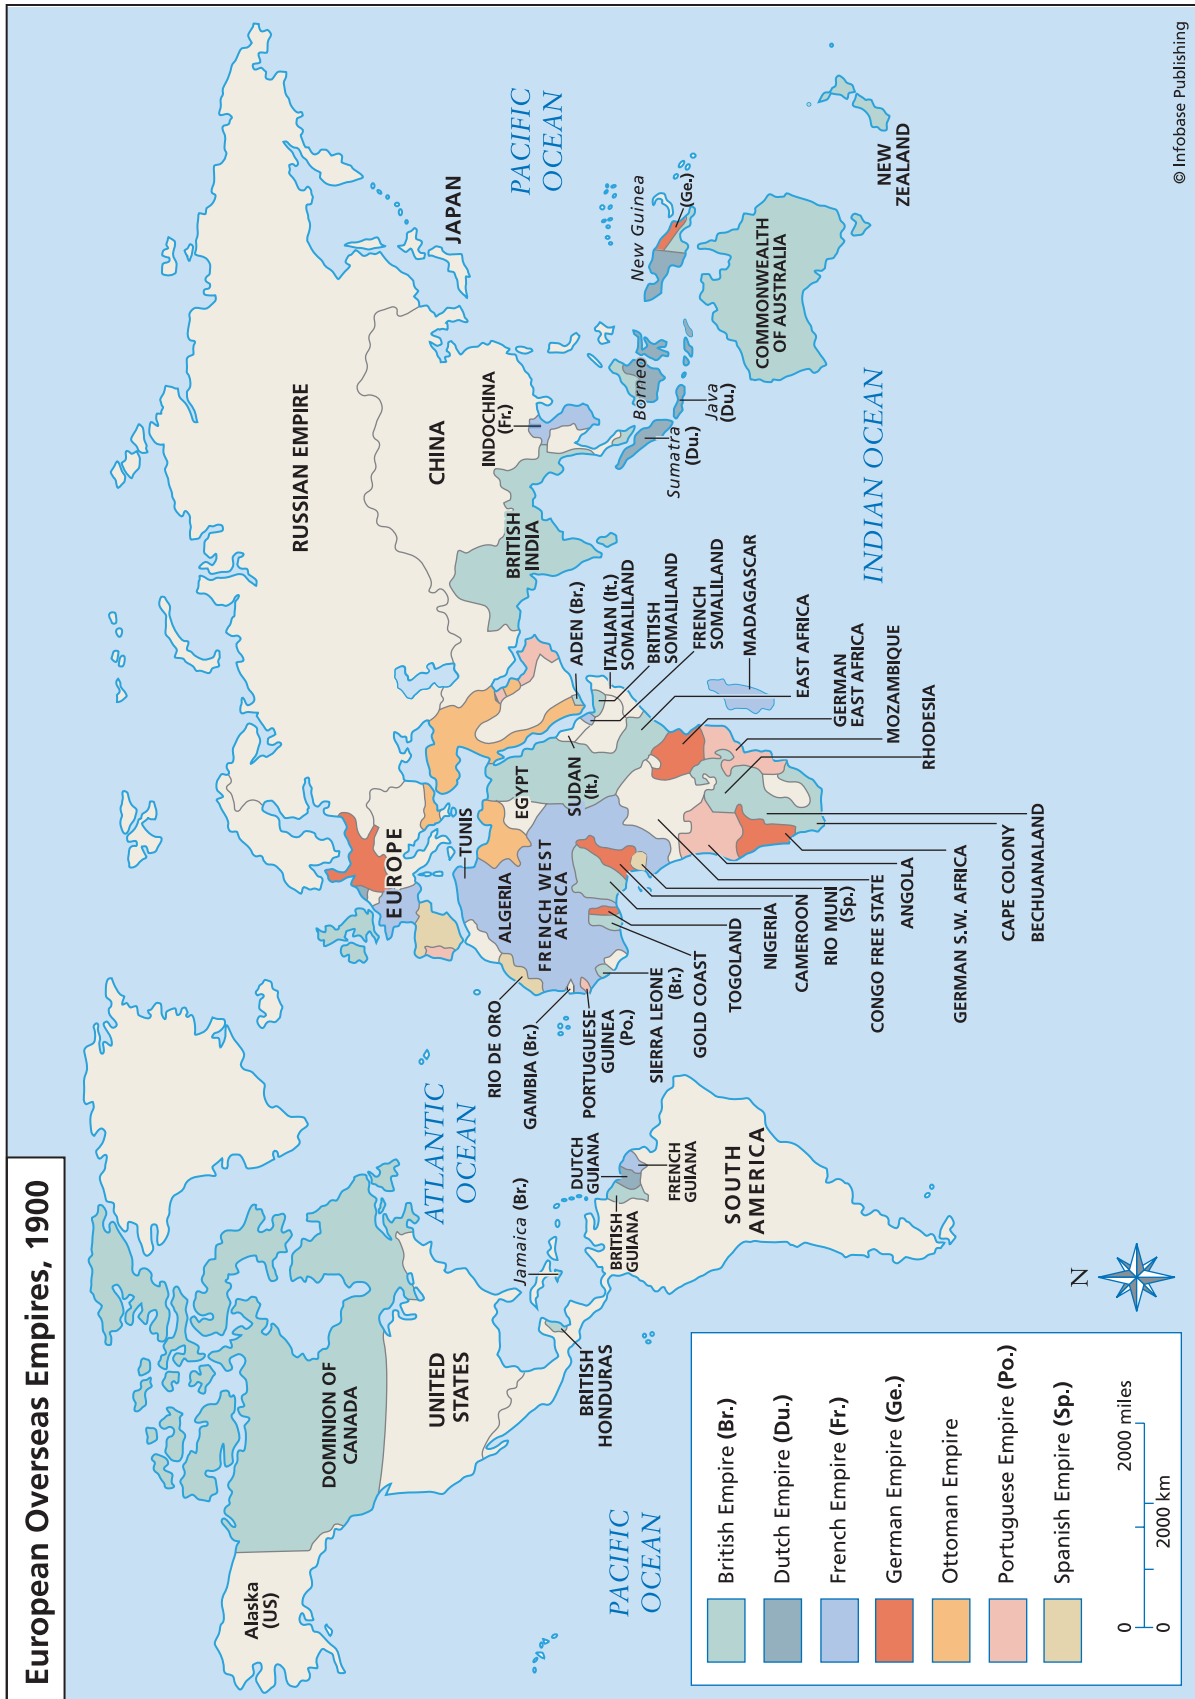 European Overseas Empires, 1900
Alaska
(US)
DOMINION OF
CANADA
UNITED
STATES
ATLANTIC
OCEAN
Jamaica (Br.)
BRITISH
HONDURAS
PACIFIC
OCEAN
BRITISH
GUIANA
DUTCH
GUIANA
FRENCH
GUIANA
SOUTH
AMERICA
RUSSIAN EMPIRE
EUROPE
CHINA
JAPAN
PACIFIC
OCEAN
TUNIS
ALGERIA
EGYPT
FRENCH WEST
AFRICA
SUDAN
(It.)
RIO DE ORO
GAMBIA (Br.)
PORTUGUESE
GUINEA
(Po.)
SIERRA LEONE
(Br.)
GOLD COAST
TOGOLAND
NIGERIA
CAMEROON
RIO MUNI
(Sp.)
CONGO FREE STATE
ANGOLA
GERMAN S.W. AFRICA
CAPE COLONY
BECHUANALAND
ADEN (Br.)
ITALIAN (It.)
SOMALILAND
BRITISH
SOMALILAND
FRENCH
SOMALILAND
MADAGASCAR
EAST AFRICA
GERMAN
EAST AFRICA
MOZAMBIQUE
RHODESIA
BRITISH
INDIA
INDOCHINA
(Fr.)
Sumatra
(Du.)
Borneo
Java
(Du.)
New Guinea
(Ge.)
INDIAN OCEAN
COMMONWEALTH
OF AUSTRALIA
NEW
ZEALAND
N
British Empire (Br.)
Dutch Empire (Du.)
French Empire (Fr.)
German Empire (Ge.)
Ottoman Empire
Portuguese Empire (Po.)
Spanish Empire (Sp.)
0 2000 miles
0 2000 km
© Infobase Publishing